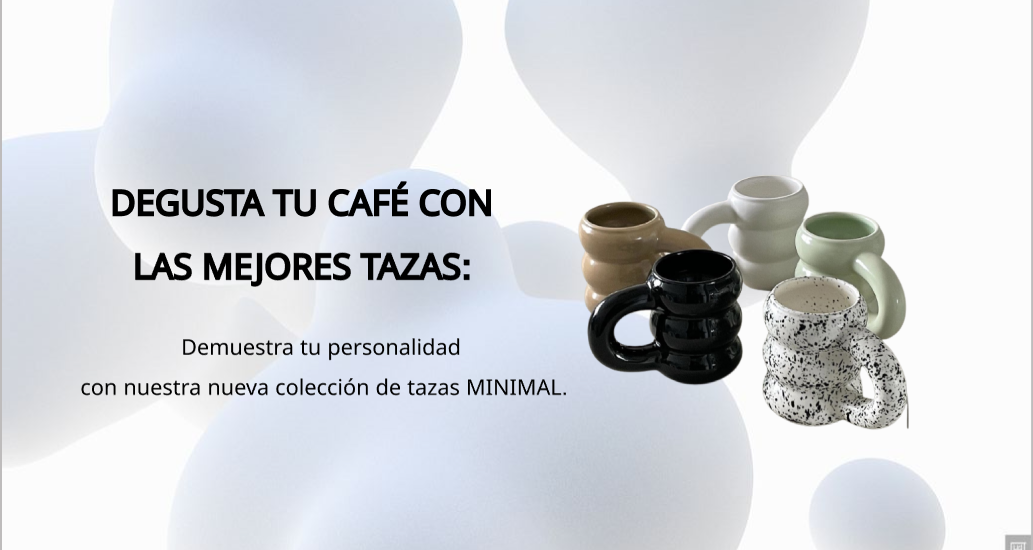 DEGUSTA TU CAFÉ CON
LAS MEJORES TAZAS:
Demuestra tu personalidad
con nuestra nueva colección de tazas MINIMAL.